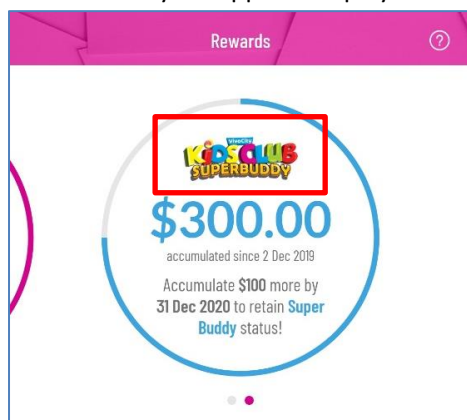 Rewards
?
VivoCity
KIDS CLUB
SUPERBUDDY
$300.00
accumulated since 2 Dec 2019
Accumulate $100 more by
31 Dec 2020 to retain Super
Buddy status!